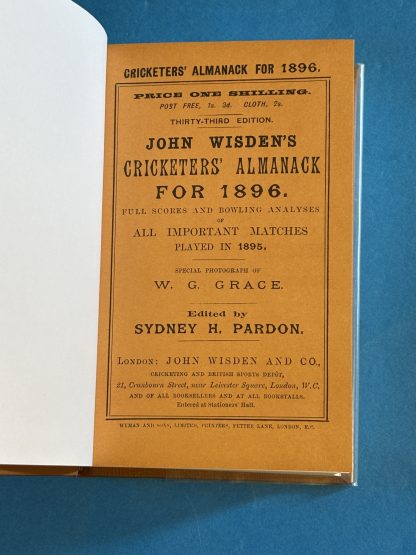 CRICKETERS' ALMANACK FOR 1896.
PRICE ONE SHILLING.
POST FREE, 1s. 3d. CLOTH, 2s.
THIRTY-THIRD EDITION.
JOHN WISDEN'S
CRICKETERS' ALMANACK
FOR 1896.
FULL SCORES AND BOWLING ANALYSES
OF
ALL IMPORTANT MATCHES
PLAYED IN 1895.
SPECIAL PHOTOGRAPH OF
W. G. GRACE.
Edited by
SYDNEY H. PARDON.
LONDON: JOHN WISDEN AND CO.,
CRICKETING AND BRITISH SPORTS DEPÔT,
21, Cranbourn Street, near Leicester Square, London, W.C.
AND OF ALL BOOKSELLERS AND AT ALL BOOKSTALLS.
Entered at Stationers' Hall.
WYMAN AND SONS, LIMITED, PRINTERS, FETTER LANE, LONDON, E.C.